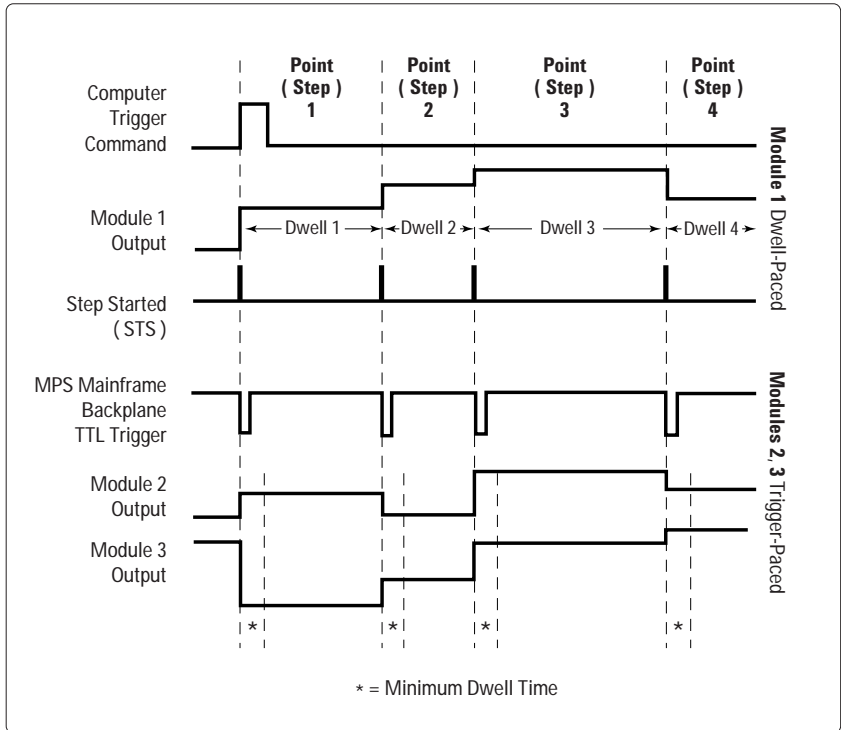 Point
( Step )
1
Point
( Step )
2
Point
( Step )
3
Point
( Step )
4
Computer
Trigger
Command
Module 1
Output
Dwell 1
Dwell 2
Dwell 3
Dwell 4
Module 1 Dwell-Paced
Step Started
( STS )
MPS Mainframe
Backplane
TTL Trigger
Module 2
Output
Module 3
Output
Modules 2, 3 Trigger-Paced
* * * *
* = Minimum Dwell Time